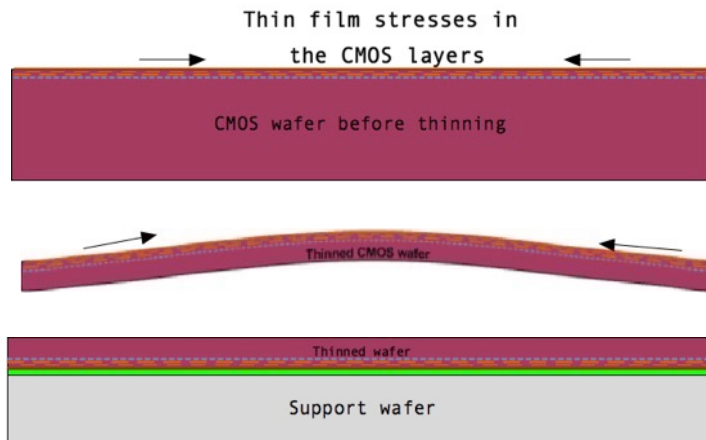 Thin film stresses in
the CMOS layers
CMOS wafer before thinning
Thinned CMOS wafer
Thinned wafer
Support wafer